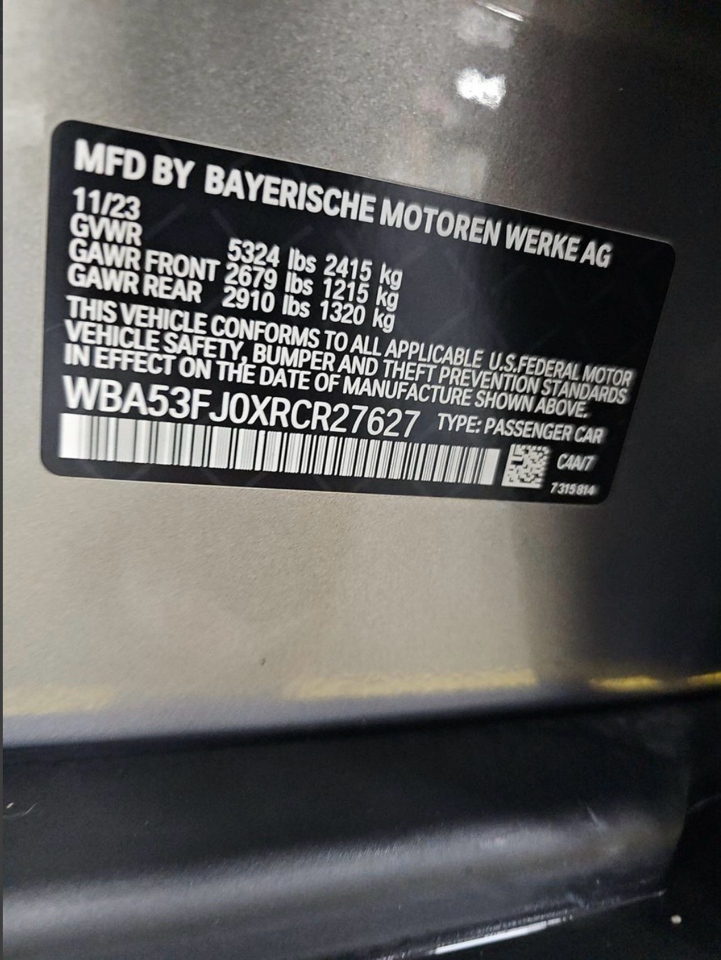 MFD BY BAYERISCHE MOTOREN WERKE AG
11/23
GVWR 5324 lbs 2415 kg
GAWR FRONT 2679 lbs 1215 kg
GAWR REAR 2910 lbs 1320 kg
THIS VEHICLE CONFORMS TO ALL APPLICABLE U.S.FEDERAL MOTOR
VEHICLE SAFETY, BUMPER AND THEFT PREVENTION STANDARDS
IN EFFECT ON THE DATE OF MANUFACTURE SHOWN ABOVE.
WBA53FJ0XRCR27627 TYPE: PASSENGER CAR
C4A/7
7315814